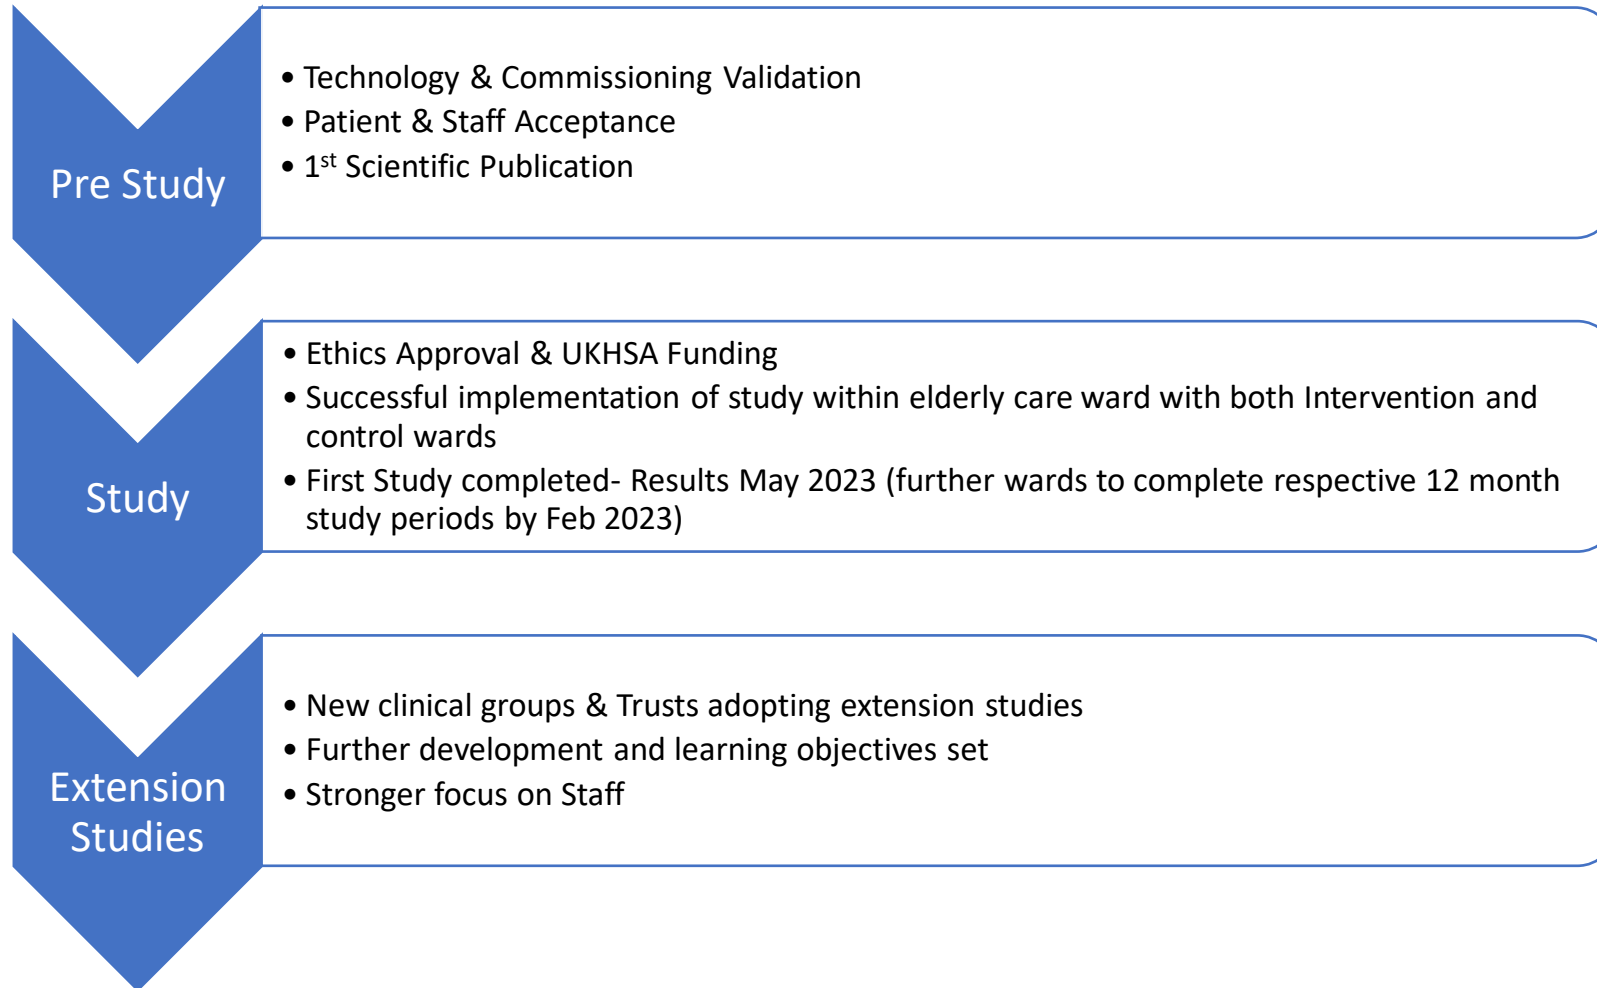 Pre Study
• Technology & Commissioning Validation
• Patient & Staff Acceptance
• 1st Scientific Publication
Study
• Ethics Approval & UKHSA Funding
• Successful implementation of study within elderly care ward with both Intervention and
control wards
• First Study completed- Results May 2023 (further wards to complete respective 12 month
study periods by Feb 2023)
Extension
Studies
• New clinical groups & Trusts adopting extension studies
• Further development and learning objectives set
• Stronger focus on Staff